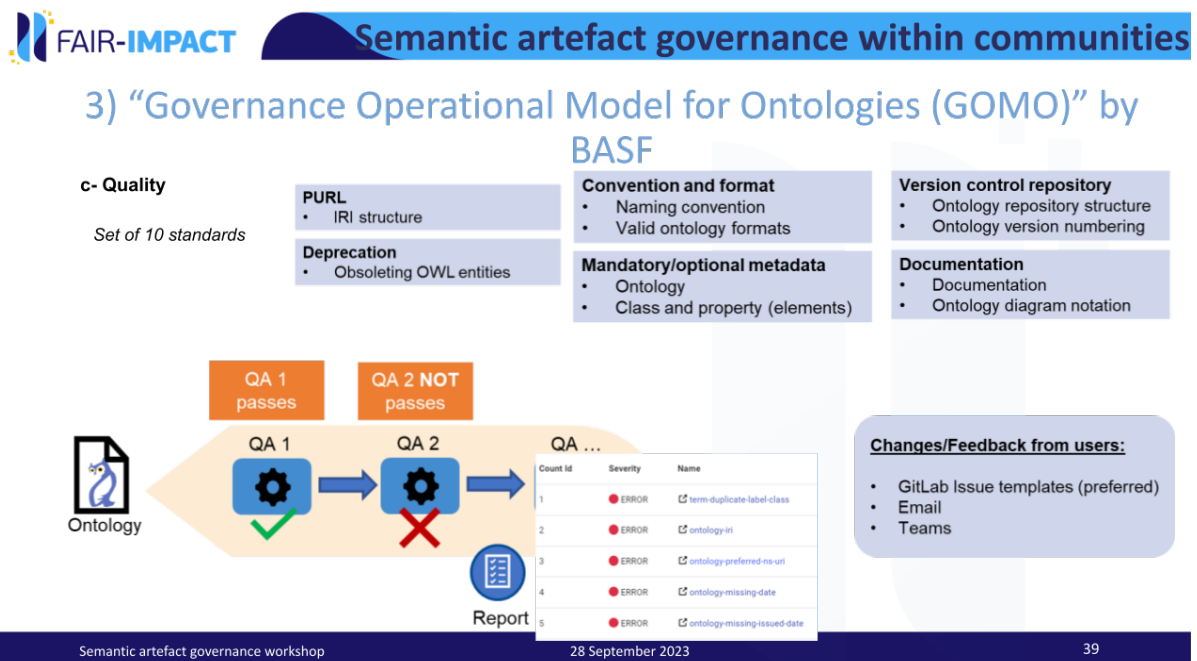 FAIR-IMPACT
Semantic artefact governance within communities
3) “Governance Operational Model for Ontologies (GOMO)” by
BASF
c- Quality
Set of 10 standards
PURL
• IRI structure
Deprecation
• Obsoleting OWL entities
Convention and format
• Naming convention
• Valid ontology formats
Mandatory/optional metadata
• Ontology
• Class and property (elements)
Version control repository
• Ontology repository structure
• Ontology version numbering
Documentation
• Documentation
• Ontology diagram notation
QA 1
passes
QA 2 NOT
passes
QA 1
QA 2
QA ...
Ontology
Report
Count Id Severity Name
1 ERROR term-duplicate-label-class
2 ERROR ontology-iri
3 ERROR ontology-preferred-ns-uri
4 ERROR ontology-missing-date
5 ERROR ontology-missing-issued-date
Changes/Feedback from users:
• GitLab Issue templates (preferred)
• Email
• Teams
Semantic artefact governance workshop
28 September 2023
39